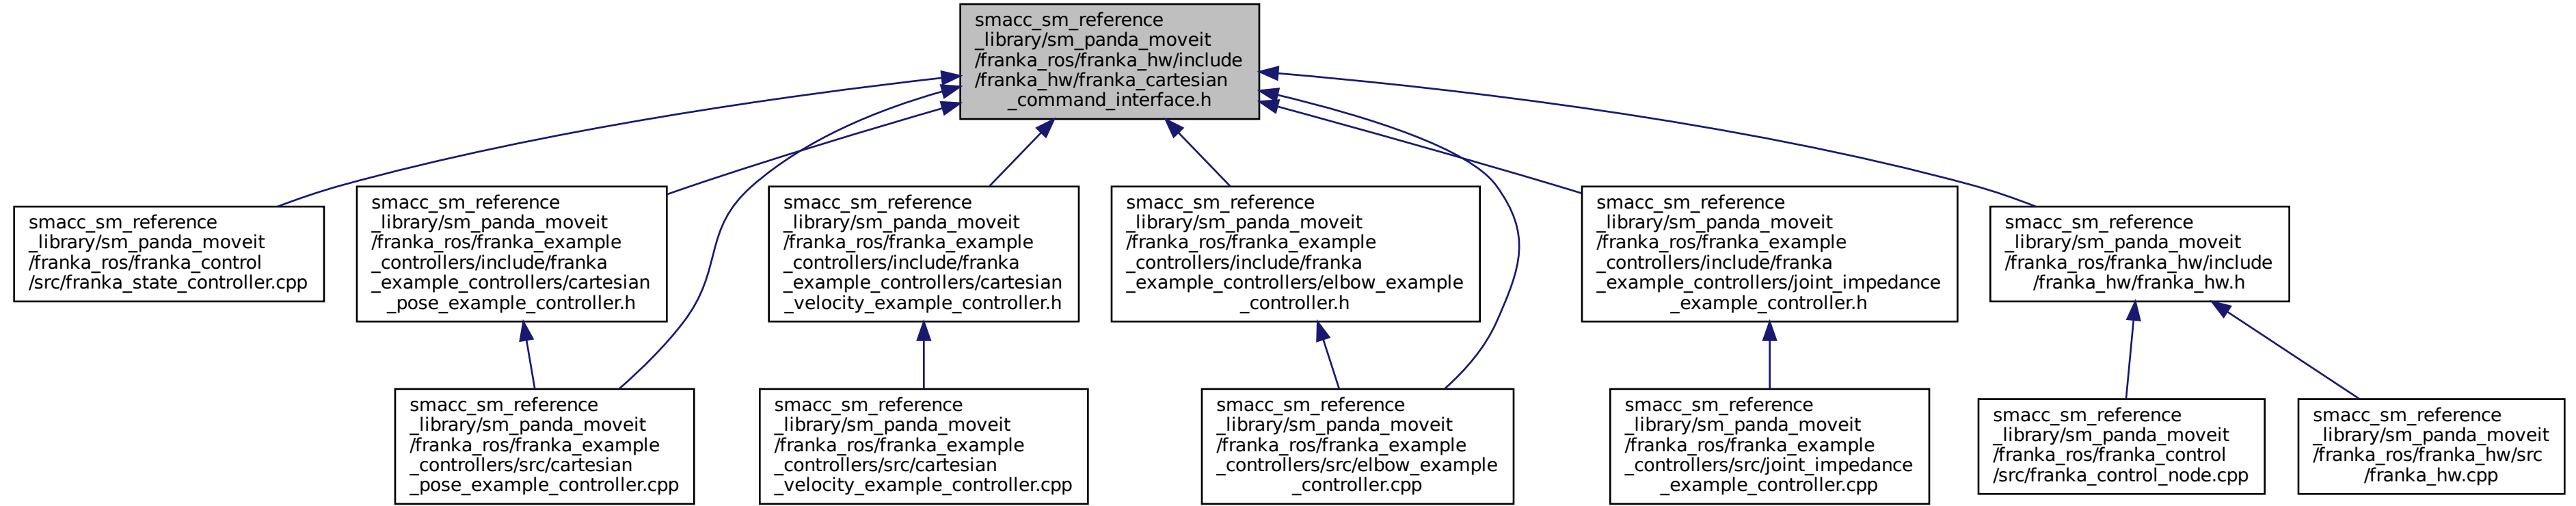 smacc_sm_reference
_library/sm_panda_moveit
/franka_ros/franka_hw/include
/franka_hw/franka_cartesian
_command_interface.h
smacc_sm_reference
_library/sm_panda_moveit
/franka_ros/franka_control
/src/franka_state_controller.cpp
smacc_sm_reference
_library/sm_panda_moveit
/franka_ros/franka_example
_controllers/include/franka
_example_controllers/cartesian
_pose_example_controller.h
smacc_sm_reference
_library/sm_panda_moveit
/franka_ros/franka_example
_controllers/include/franka
_example_controllers/cartesian
_velocity_example_controller.h
smacc_sm_reference
_library/sm_panda_moveit
/franka_ros/franka_example
_controllers/include/franka
_example_controllers/elbow_example
_controller.h
smacc_sm_reference
_library/sm_panda_moveit
/franka_ros/franka_example
_controllers/include/franka
_example_controllers/joint_impedance
_example_controller.h
smacc_sm_reference
_library/sm_panda_moveit
/franka_ros/franka_hw/include
/franka_hw/franka_hw.h
smacc_sm_reference
_library/sm_panda_moveit
/franka_ros/franka_example
_controllers/src/cartesian
_pose_example_controller.cpp
smacc_sm_reference
_library/sm_panda_moveit
/franka_ros/franka_example
_controllers/src/cartesian
_velocity_example_controller.cpp
smacc_sm_reference
_library/sm_panda_moveit
/franka_ros/franka_example
_controllers/src/elbow_example
_controller.cpp
smacc_sm_reference
_library/sm_panda_moveit
/franka_ros/franka_example
_controllers/src/joint_impedance
_example_controller.cpp
smacc_sm_reference
_library/sm_panda_moveit
/franka_ros/franka_control
/src/franka_control_node.cpp
smacc_sm_reference
_library/sm_panda_moveit
/franka_ros/franka_hw/src
/franka_hw.cpp